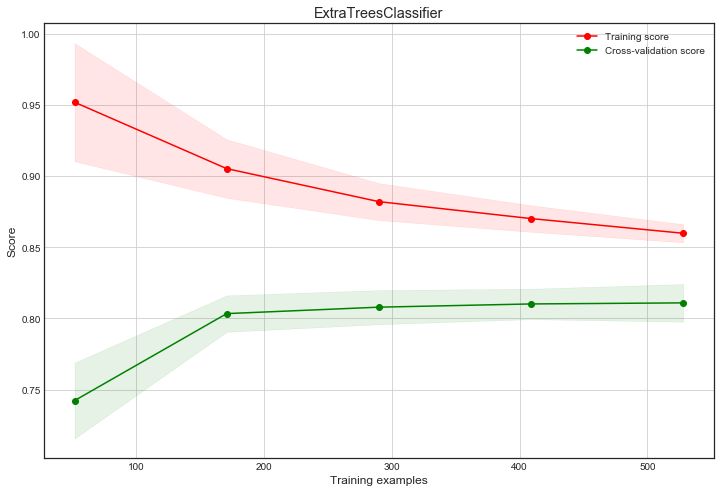 ExtraTreesClassifier
Training score
Cross-validation score
1.00
0.95
0.90
0.85
0.80
0.75
Score
100
200
300
400
500
Training examples